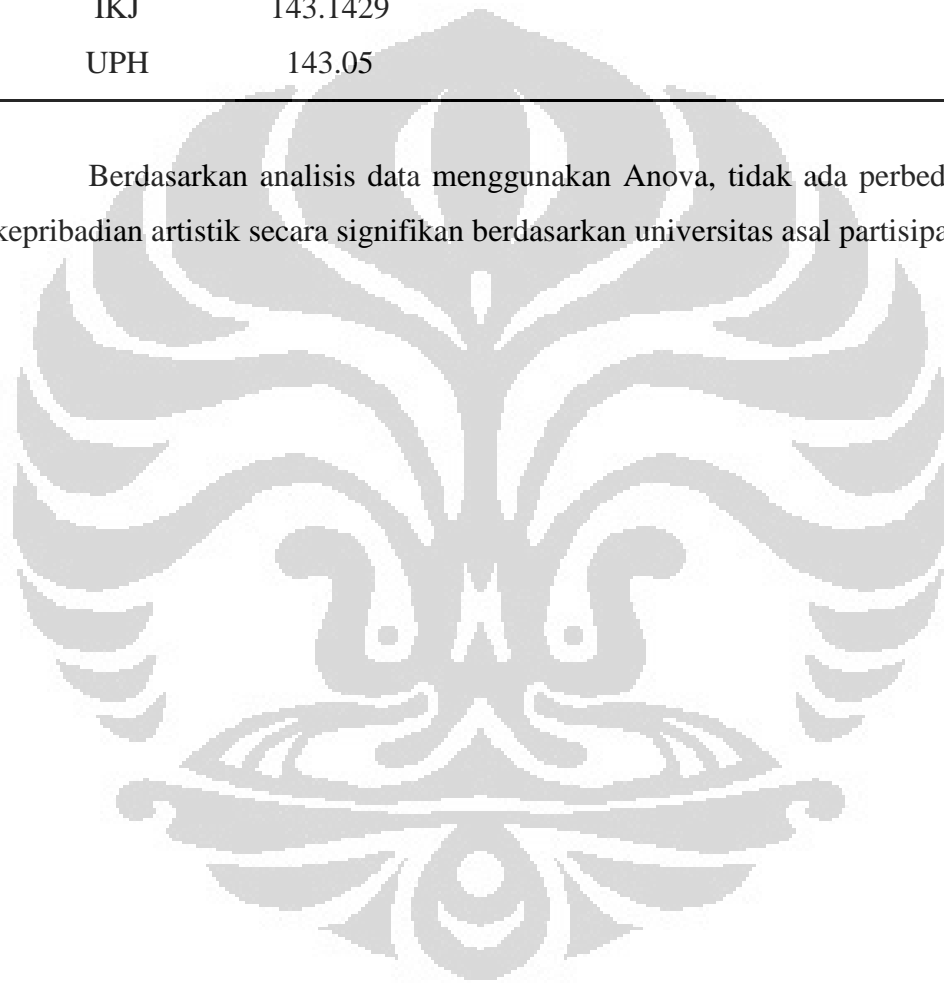 IKJ 143.1429
UPH 143.05
Berdasarkan analisis data menggunakan Anova, tidak ada perbed
kepribadian artistik secara signifikan berdasarkan universitas asal partisipa